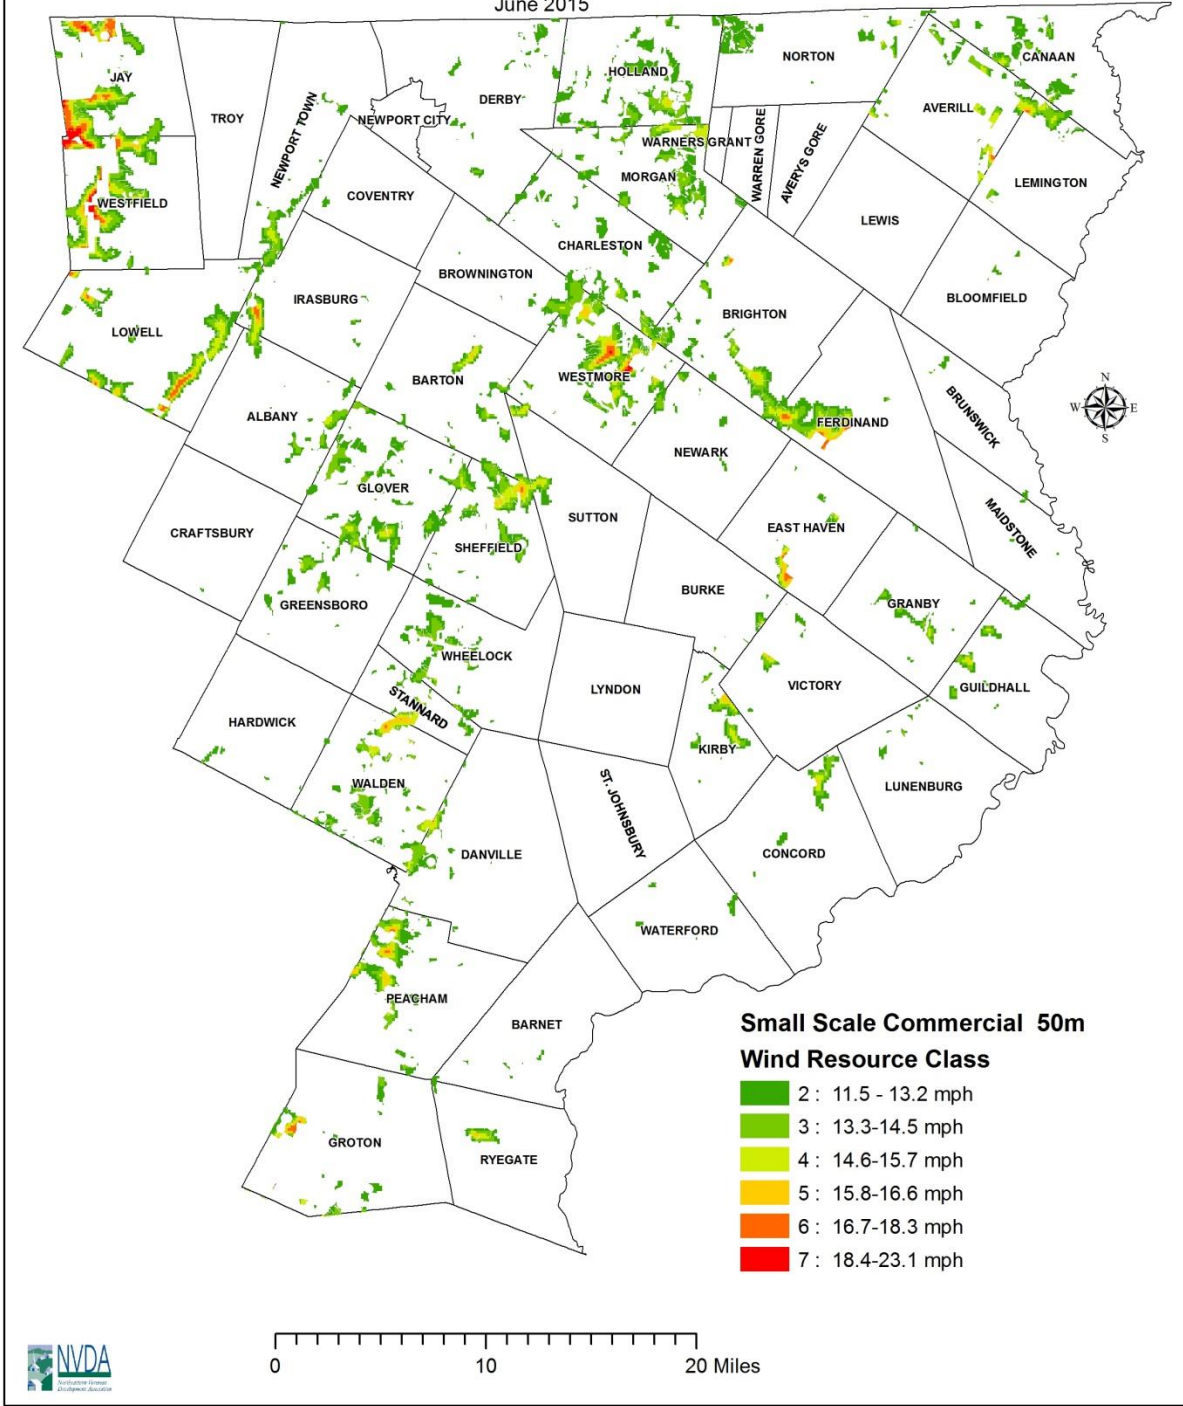 June 2015
JAY
TROY
NEWPORT TOWN
NEWPORT CITY
DERBY
HOLLAND
NORTON
CANAAN
AVERILL
WARNERS GRANT
WARREN GORE
AVERYS GORE
MORGAN
LEMINGTON
WESTFIELD
COVENTRY
LEWIS
CHARLESTON
BROWNINGTON
BLOOMFIELD
IRASBURG
BRIGHTON
LOWELL
BARTON
WESTMORE
N
W
E
S
BRUNSWICK
ALBANY
FERDINAND
NEWARK
GLOVER
CRAFTSBURY
SUTTON
EAST HAVEN
MAIDSTONE
SHEFFIELD
GREENSBORO
BURKE
GRANBY
WHEELOCK
LYNDON
VICTORY
GUILDHALL
STANNARD
HARDWICK
KIRBY
WALDEN
ST. JOHNSBURY
LUNENBURG
DANVILLE
CONCORD
WATERFORD
PEACHAM
BARNET
GROTON
RYEGATE
Small Scale Commercial 50m
Wind Resource Class
2 : 11.5 - 13.2 mph
3 : 13.3-14.5 mph
4 : 14.6-15.7 mph
5 : 15.8-16.6 mph
6 : 16.7-18.3 mph
7 : 18.4-23.1 mph
0 10 20 Miles
NVDA
Northeastern Vermont
Development Association